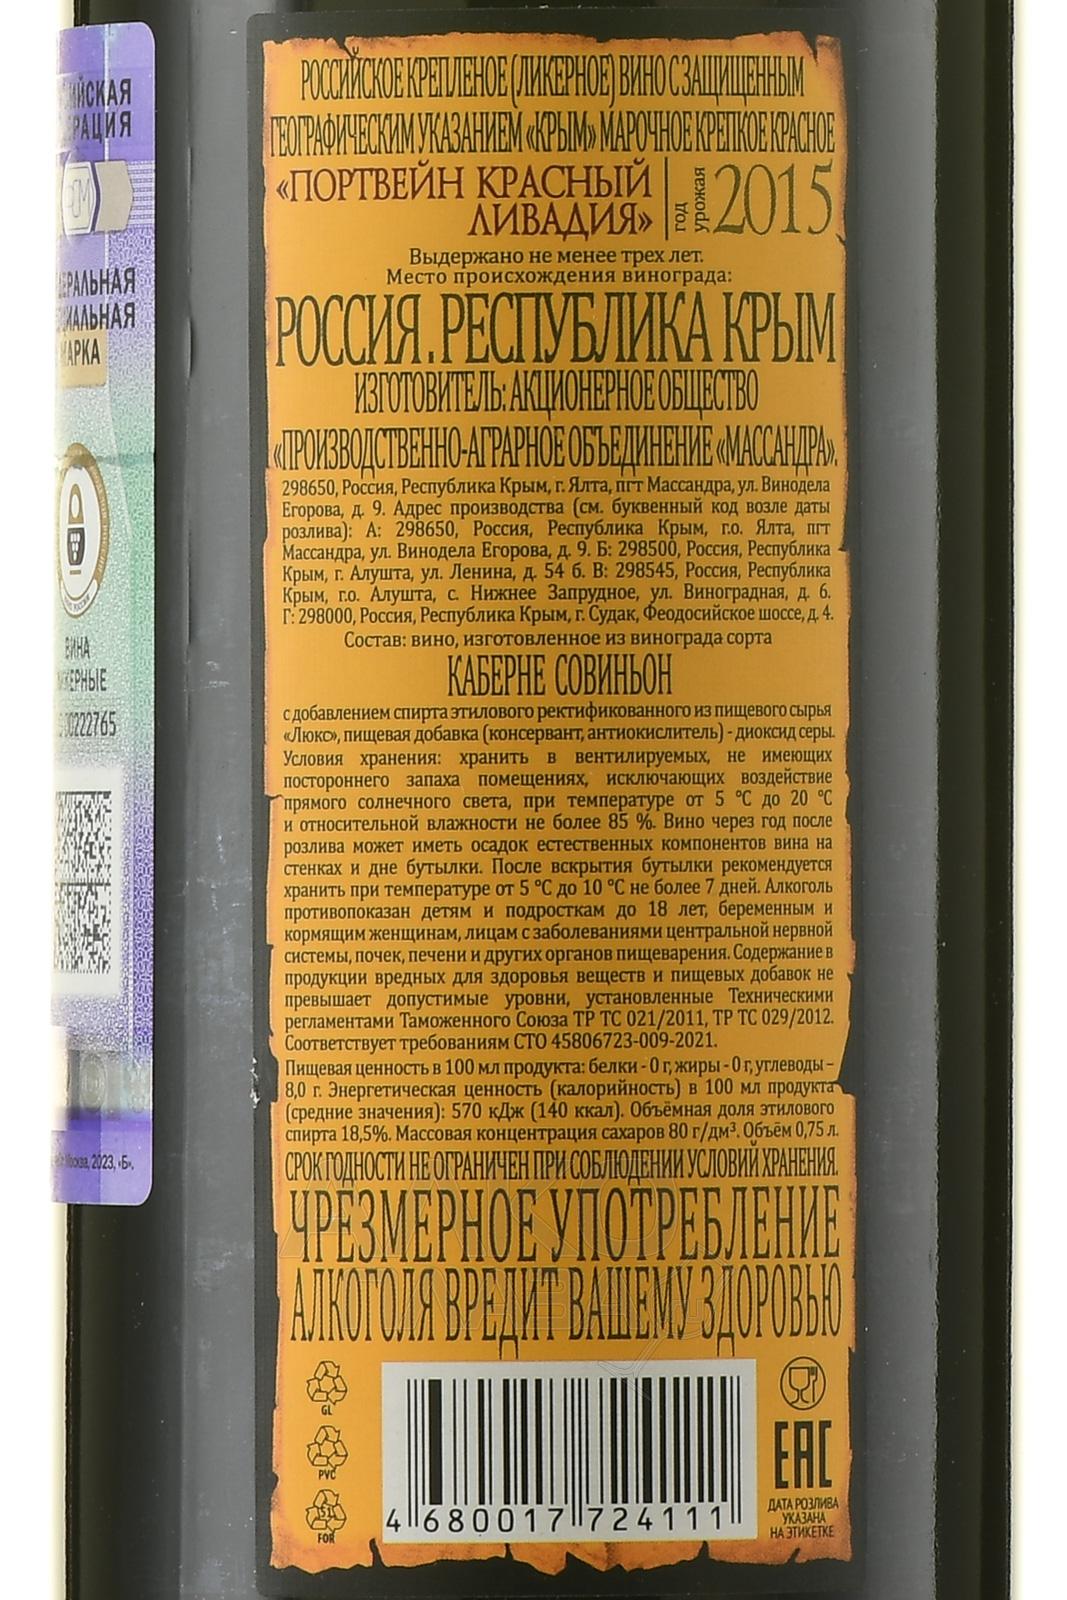 РОССИЙСКОЕ КРЕПЛЕНОЕ (ЛИКЕРНОЕ) ВИНО С ЗАЩИЩЕННЫМ
ГЕОГРАФИЧЕСКИМ УКАЗАНИЕМ «КРЫМ» МАРОЧНОЕ КРЕПКОЕ КРАСНОЕ
«ПОРТВЕЙН КРАСНЫЙ
ЛИВАДИЯ»
год
урожая
2015
Выдержано не менее трех лет.
Место происхождения винограда:
РОССИЯ. РЕСПУБЛИКА КРЫМ
ИЗГОТОВИТЕЛЬ: АКЦИОНЕРНОЕ ОБЩЕСТВО
«ПРОИЗВОДСТВЕННО-АГРАРНОЕ ОБЪЕДИНЕНИЕ «МАССАНДРА».
298650, Россия, Республика Крым, г. Ялта, пгт Массандра, ул. Винодела
Егорова, д. 9. Адрес производства (см. буквенный код возле даты
розлива): А: 298650, Россия, Республика Крым, г.о. Ялта, пгт
Массандра, ул. Винодела Егорова, д. 9. Б: 298500, Россия, Республика
Крым, г. Алушта, ул. Ленина, д. 54 б. В: 298545, Россия, Республика
Крым, г.о. Алушта, с. Нижнее Запрудное, ул. Виноградная, д. 6.
Г: 298000, Россия, Республика Крым, г. Судак, Феодосийское шоссе, д. 4.
Состав: вино, изготовленное из винограда сорта
КАБЕРНЕ СОВИНЬОН
с добавлением спирта этилового ректификованного из пищевого сырья
«Люкс», пищевая добавка (консервант, антиокислитель) - диоксид серы.
Условия хранения: хранить в вентилируемых, не имеющих
постороннего запаха помещениях, исключающих воздействие
прямого солнечного света, при температуре от 5 °С до 20 °С
и относительной влажности не более 85 %. Вино через год после
розлива может иметь осадок естественных компонентов вина на
стенках и дне бутылки. После вскрытия бутылки рекомендуется
хранить при температуре от 5 °С до 10 °С не более 7 дней. Алкоголь
противопоказан детям и подросткам до 18 лет, беременным и
кормящим женщинам, лицам с заболеваниями центральной нервной
системы, почек, печени и других органов пищеварения. Содержание в
продукции вредных для здоровья веществ и пищевых добавок не
превышает допустимые уровни, установленные Техническими
регламентами Таможенного Союза ТР ТС 021/2011, ТР ТС 029/2012.
Соответствует требованиям СТО 45806723-009-2021.
Пищевая ценность в 100 мл продукта: белки - 0 г, жиры - 0 г, углеводы –
8,0 г. Энергетическая ценность (калорийность) в 100 мл продукта
(средние значения): 570 кДж (140 ккал). Объёмная доля этилового
спирта 18,5%. Массовая концентрация сахаров 80 г/дм³. Объём 0,75 л.
СРОК ГОДНОСТИ НЕ ОГРАНИЧЕН ПРИ СОБЛЮДЕНИИ УСЛОВИЙ ХРАНЕНИЯ.
ЧРЕЗМЕРНОЕ УПОТРЕБЛЕНИЕ
АЛКОГОЛЯ ВРЕДИТ ВАШЕМУ ЗДОРОВЬЮ
GL
PVC
51
FOR
4 680017 724111
EAC
ДАТА РОЗЛИВА
УКАЗАНА
НА ЭТИКЕТКЕ
ВИНА
00222765
Москва, 2023, «Б».